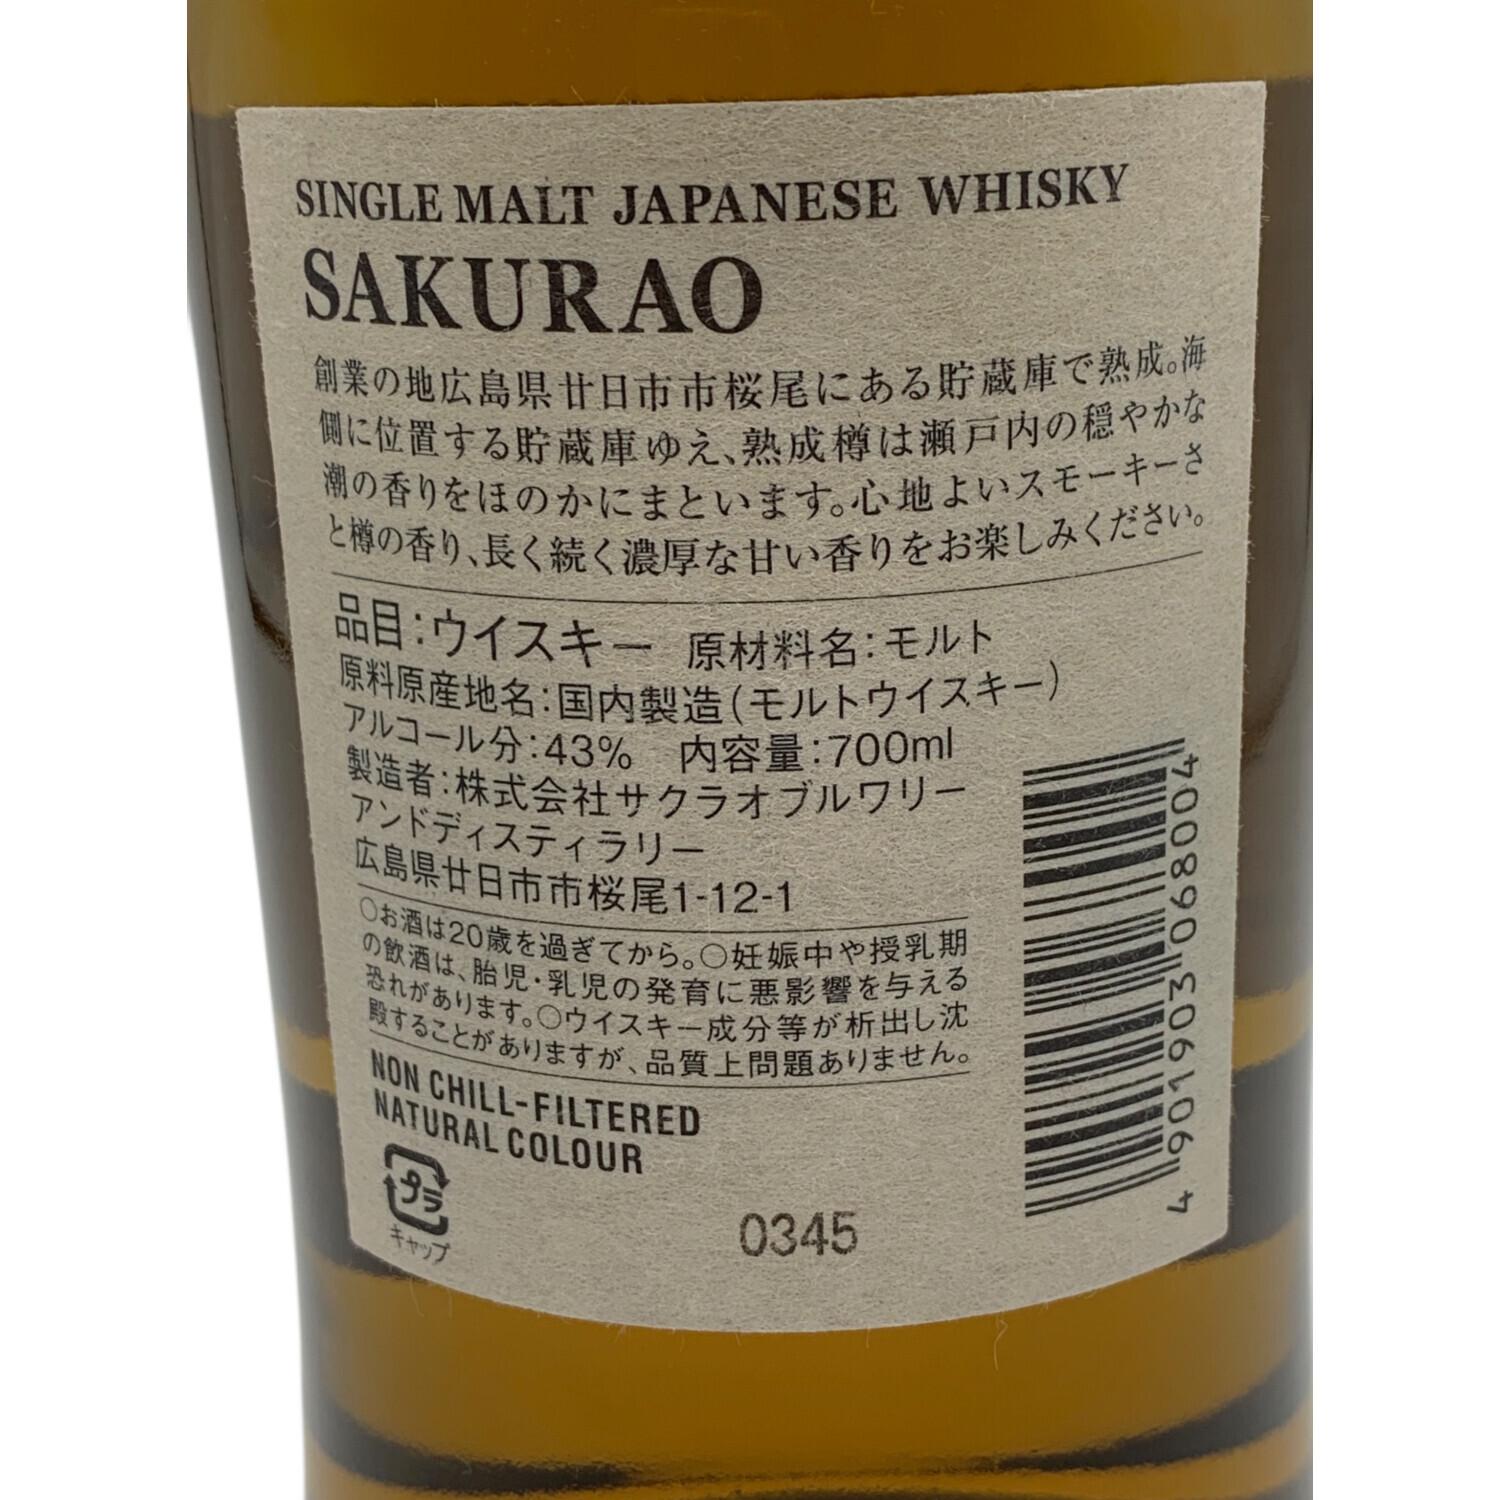 SINGLE MALT JAPANESE WHISKY
SAKURAO
創業の地広島県廿日市市桜尾にある貯蔵庫で熟成。海
側に位置する貯蔵庫ゆえ、熟成樽は瀬戸内の穏やかな
潮の香りをほのかにまといます。心地よいスモーキーさ
と樽の香り、長く続く濃厚な甘い香りをお楽しみください。
品目:ウイスキー 原材料名:モルト
原料原産地名:国内製造(モルトウイスキー)
アルコール分:43% 内容量:700ml
製造者:株式会社サクラオブルワリー
アンドディスティラリー
広島県廿日市市桜尾1-12-1
○お酒は20歳を過ぎてから。○妊娠中や授乳期
の飲酒は、胎児・乳児の発育に悪影響を与える
恐れがあります。○ウイスキー成分等が析出し沈
殿することがありますが、品質上問題ありません。
NON CHILL-FILTERED
NATURAL COLOUR
プラ
キャップ
0345
4 901903 068004